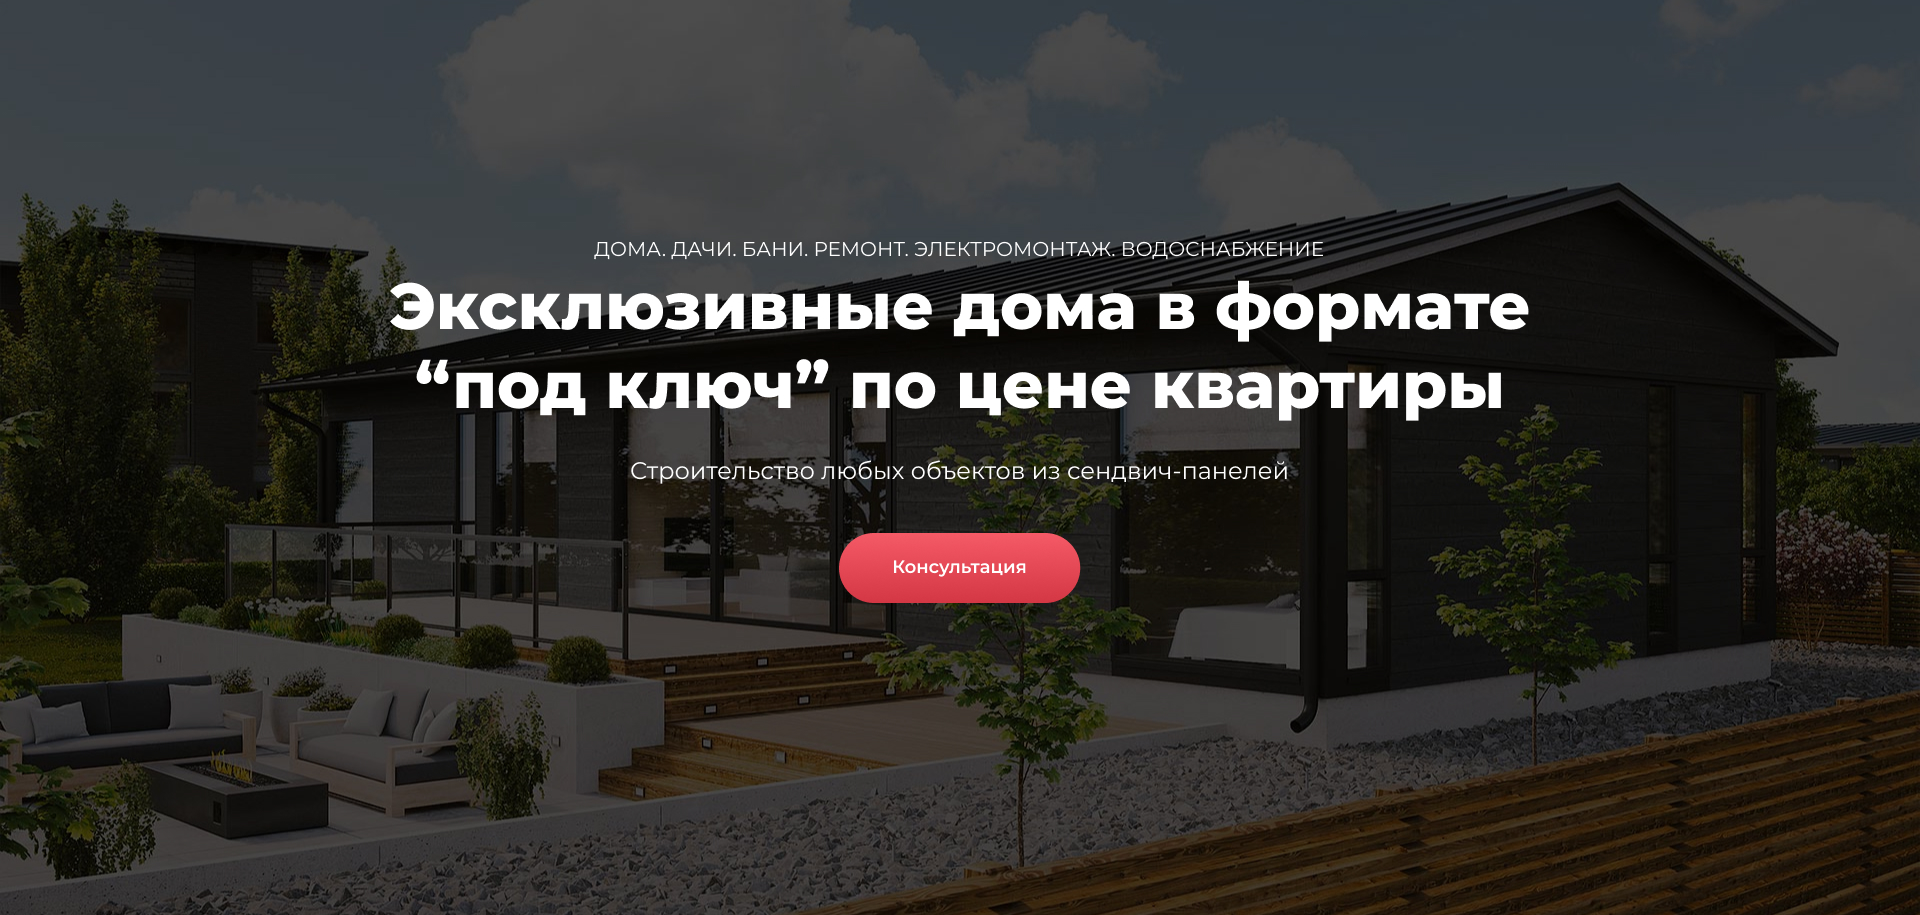 ДОМА. ДАЧИ. БАНИ. РЕМОНТ. ЭЛЕКТРОМОНТАЖ. ВОДОСНАБЖЕНИЕ
Эксклюзивные дома в формате
“под ключ” по цене квартиры
Строительство любых объектов из сендвич-панелей
Консультация